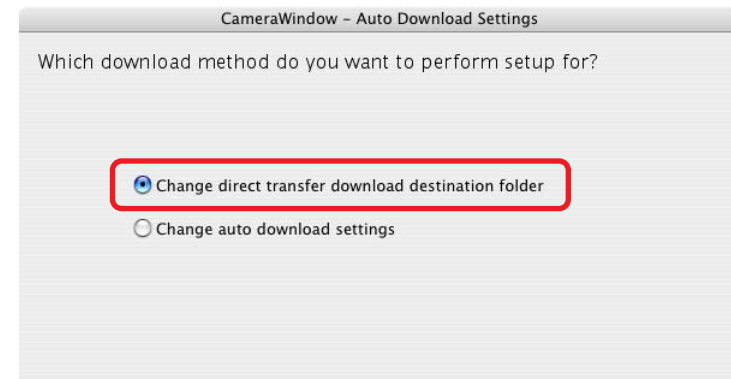 CameraWindow – Auto Download Settings
Which download method do you want to perform setup for?
Change direct transfer download destination folder
Change auto download settings